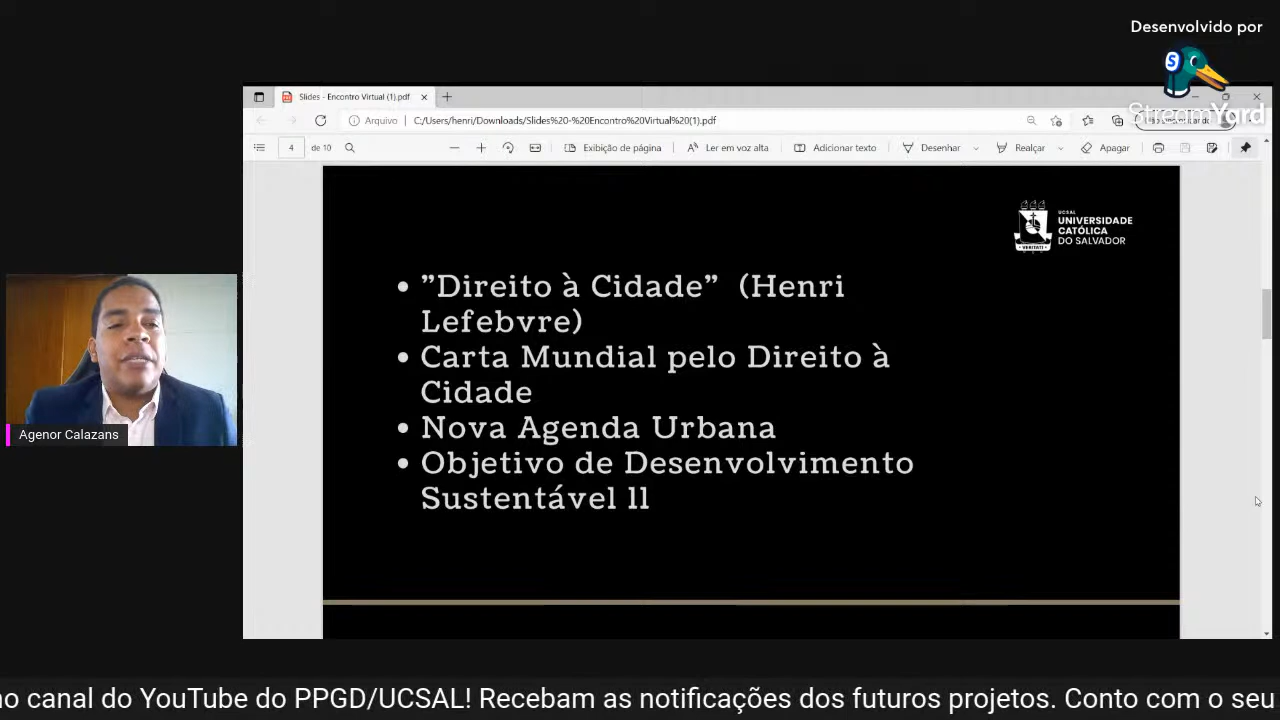 Desenvolvido por
StreamYard
Slides - Encontro Virtual (1).pdf
Arquivo
C:/Users/henri/Downloads/Slides%20-%20Encontro%20Virtual%20(1).pdf
4 de 10
Exibição de página
Ler em voz alta
Adicionar texto
Desenhar
Realçar
Apagar
UCSAL
UNIVERSIDADE
CATÓLICA
DO SALVADOR
VERITATI
• "Direito à Cidade" (Henri
Lefebvre)
• Carta Mundial pelo Direito à
Cidade
• Nova Agenda Urbana
• Objetivo de Desenvolvimento
Sustentável 11
Agenor Calazans
no canal do YouTube do PPGD/UCSAL! Recebam as notificações dos futuros projetos. Conto com o seu